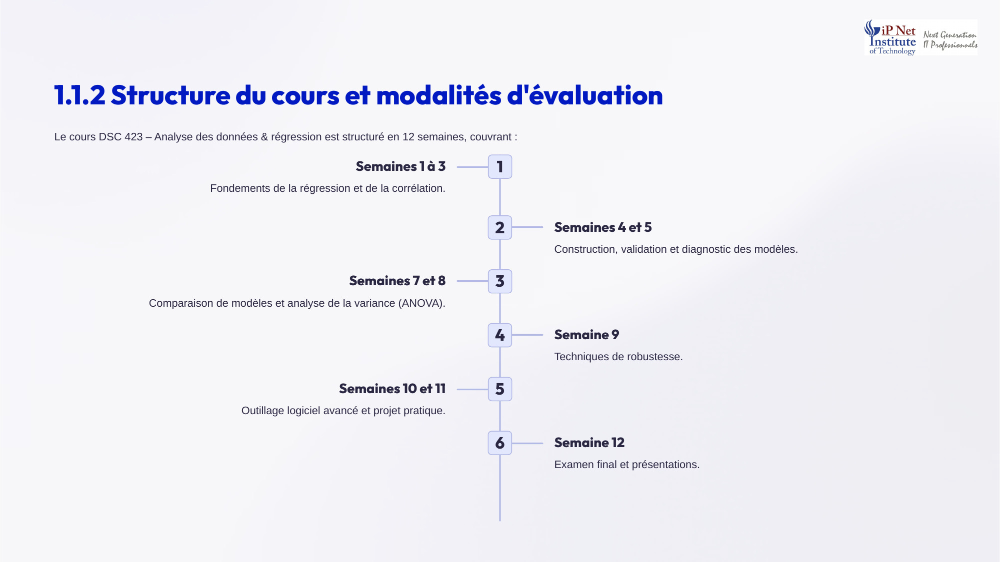 iP Net
Institute
of Technology
Next Generation
IT Professionnels
1.1.2 Structure du cours et modalités d'évaluation
Le cours DSC 423 – Analyse des données & régression est structuré en 12 semaines, couvrant :
1
Semaines 1 à 3
Fondements de la régression et de la corrélation.
2
Semaines 4 et 5
Construction, validation et diagnostic des modèles.
3
Semaines 7 et 8
Comparaison de modèles et analyse de la variance (ANOVA).
4
Semaine 9
Techniques de robustesse.
5
Semaines 10 et 11
Outillage logiciel avancé et projet pratique.
6
Semaine 12
Examen final et présentations.